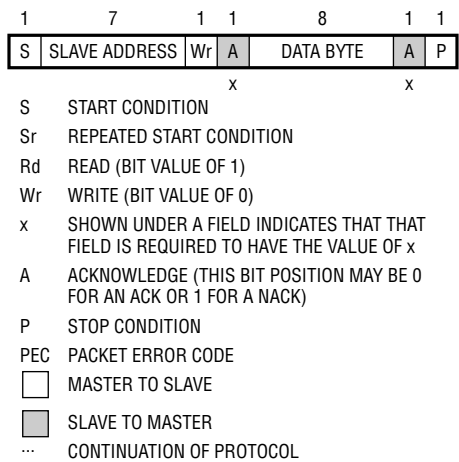 1 7 1 1 8 1 1
S SLAVE ADDRESS Wr A DATA BYTE A P
x x
S START CONDITION
Sr REPEATED START CONDITION
Rd READ (BIT VALUE OF 1)
Wr WRITE (BIT VALUE OF 0)
x SHOWN UNDER A FIELD INDICATES THAT THAT
FIELD IS REQUIRED TO HAVE THE VALUE OF x
A ACKNOWLEDGE (THIS BIT POSITION MAY BE 0
FOR AN ACK OR 1 FOR A NACK)
P STOP CONDITION
PEC PACKET ERROR CODE
MASTER TO SLAVE
SLAVE TO MASTER
... CONTINUATION OF PROTOCOL